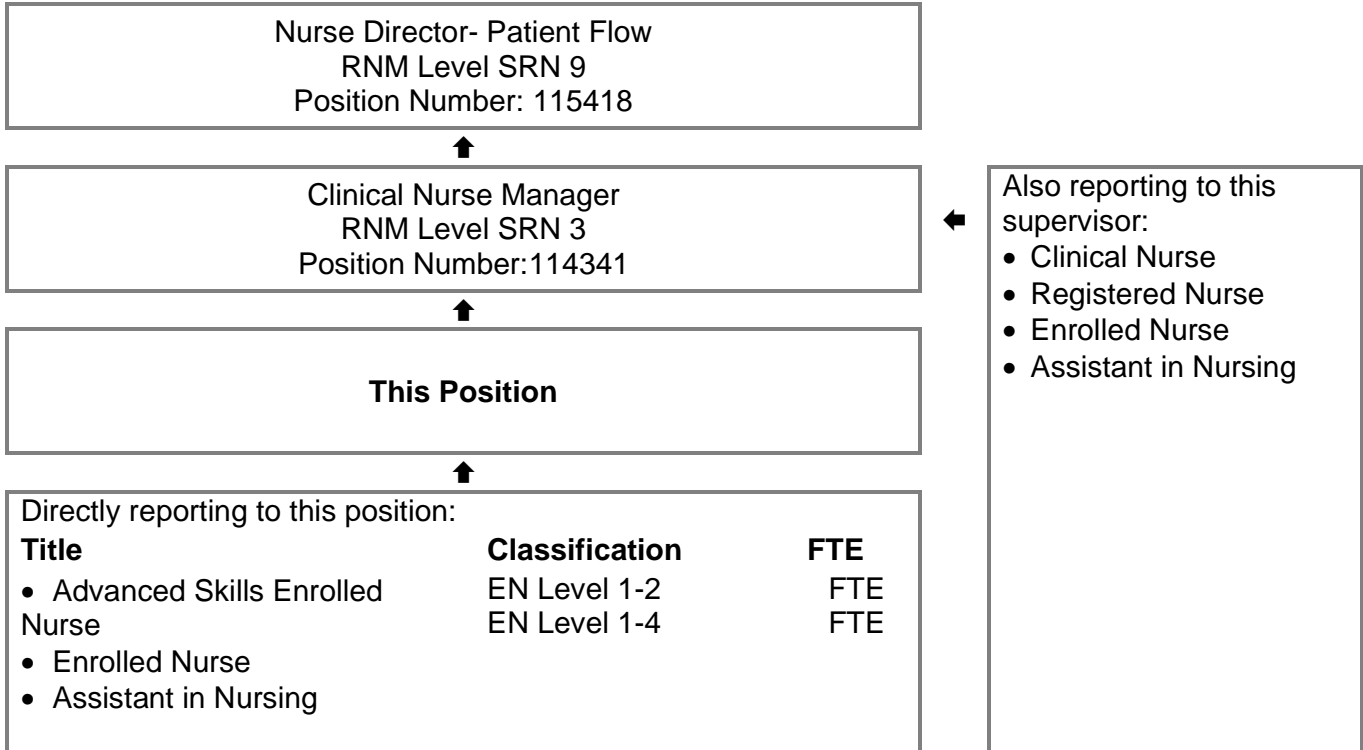 Nurse Director- Patient Flow
RNM Level SRN 9
Position Number: 115418
Clinical Nurse Manager
RNM Level SRN 3
Position Number:114341
Also reporting to this
supervisor:
• Clinical Nurse
• Registered Nurse
• Enrolled Nurse
• Assistant in Nursing
This Position
Directly reporting to this position:
Title Classification FTE
• Advanced Skills Enrolled EN Level 1-2 FTE
Nurse EN Level 1-4 FTE
• Enrolled Nurse
• Assistant in Nursing